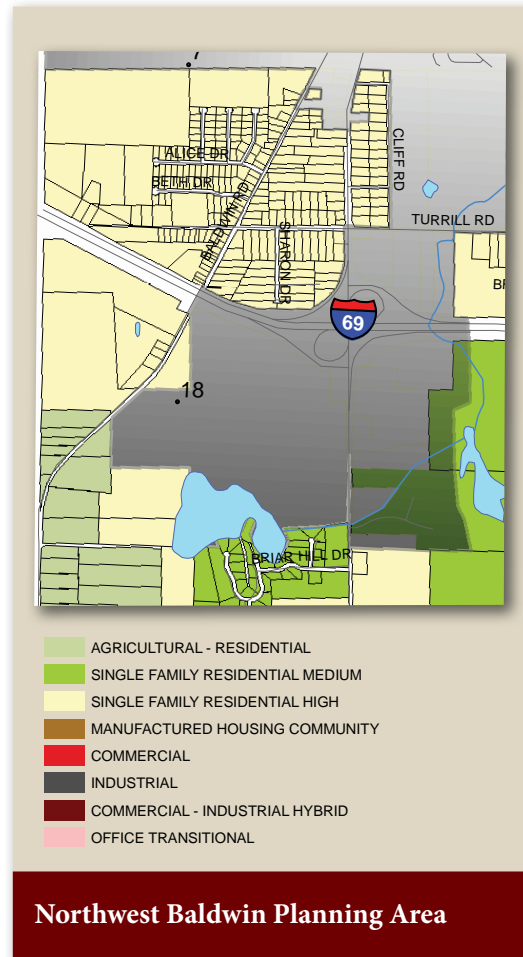 7
ALICE DR
BETH DR
BALDWIN RD
CLIFF RD
TURRILL RD
SHARON DR
69
18
BRIAR HILL DR
AGRICULTURAL - RESIDENTIAL
SINGLE FAMILY RESIDENTIAL MEDIUM
SINGLE FAMILY RESIDENTIAL HIGH
MANUFACTURED HOUSING COMMUNITY
COMMERCIAL
INDUSTRIAL
COMMERCIAL - INDUSTRIAL HYBRID
OFFICE TRANSITIONAL
Northwest Baldwin Planning Area